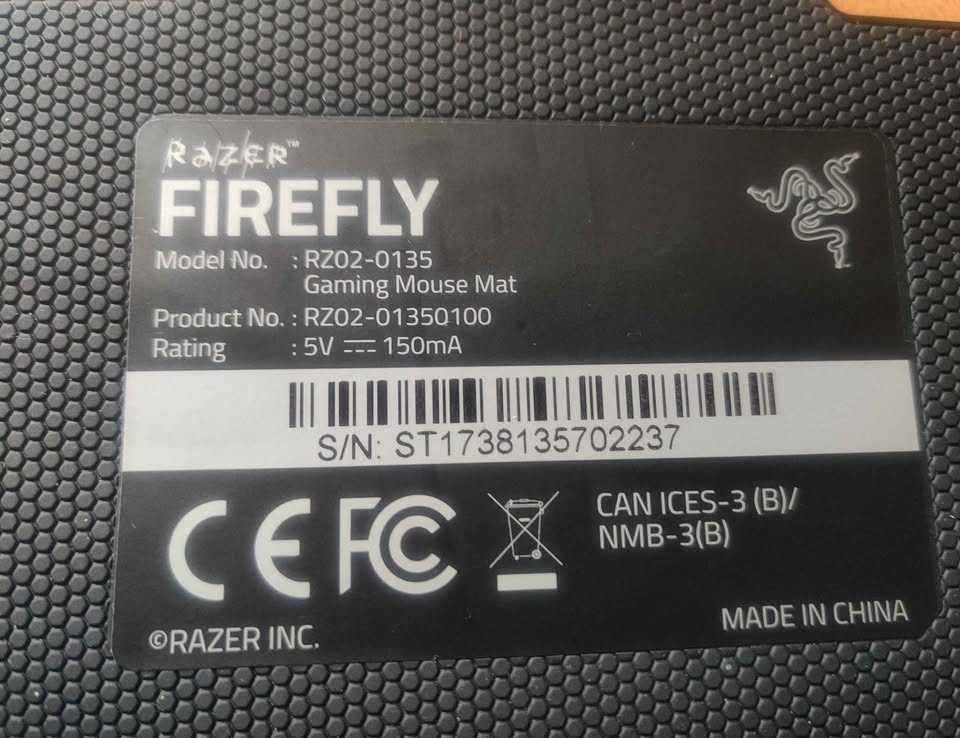 RAZER™
FIREFLY
Model No. : RZ02-0135
Gaming Mouse Mat
Product No. : RZ02-01350100
Rating : 5V ⎓ 150mA
S/N: ST1738135702237
CE FC
CAN ICES-3 (B)/
NMB-3(B)
MADE IN CHINA
©RAZER INC.